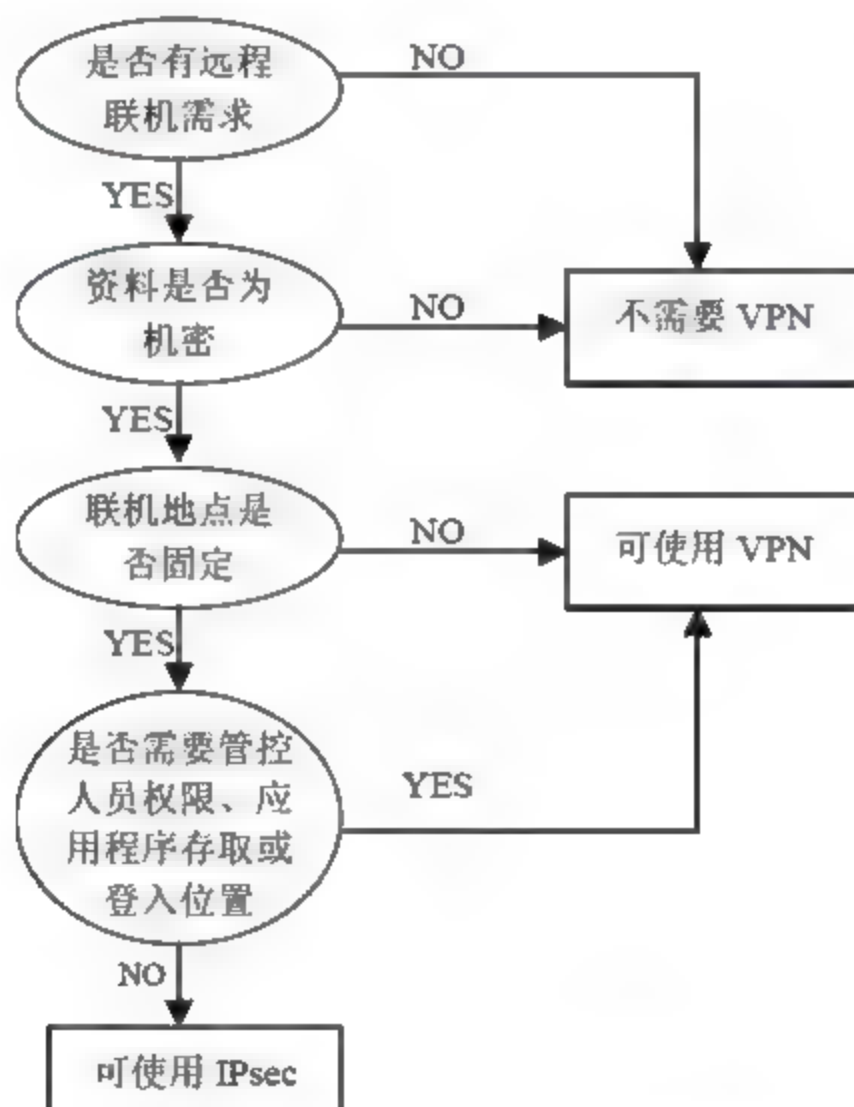 是否有远程
联机需求
NO
YES
资料是否为
机密
NO
不需要 VPN
YES
联机地点是
否固定
NO
可使用 VPN
YES
是否需要管控
人员权限、应
用程序存取或
登入位置
YES
NO
可使用 IPsec